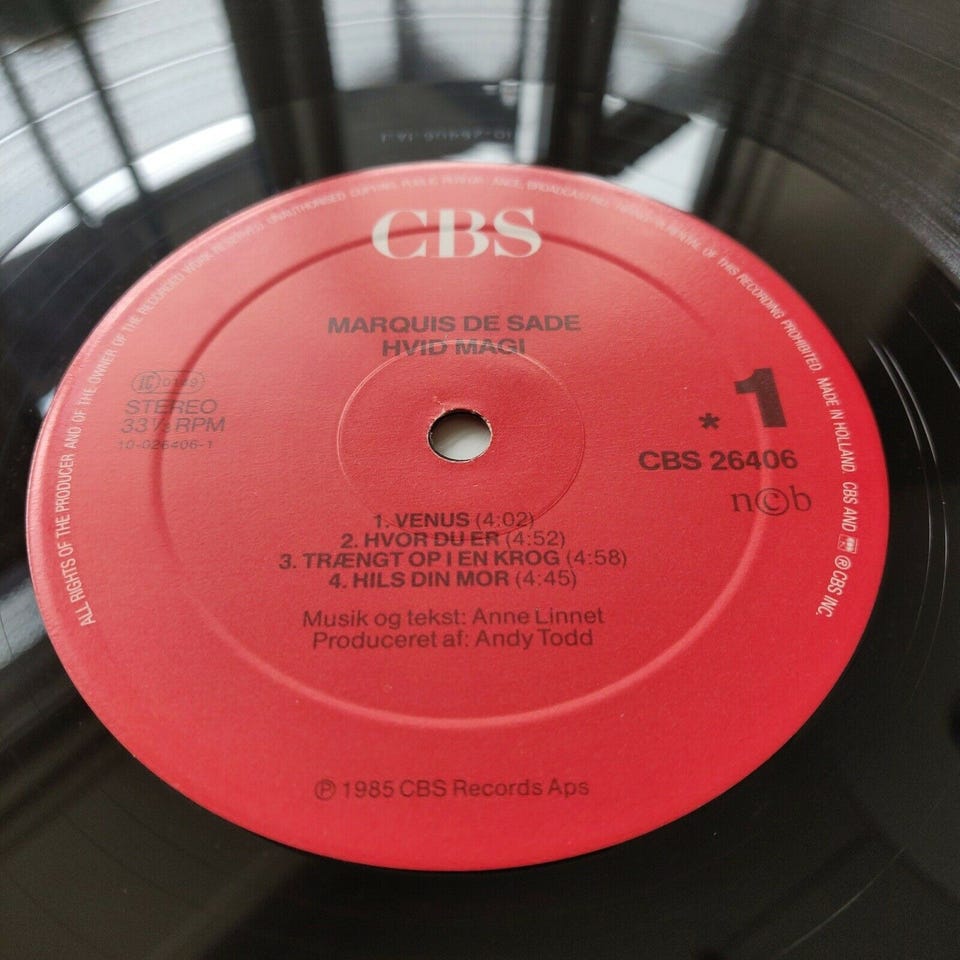 ALL RIGHTS OF THE PRODUCER AND OF THE OWNER OF THE RECORDED WORK RESERVED. UNAUTHORISED COPYING, PUBLIC BROADCASTING RENTAL OF THIS RECORDING PROHIBITED. MADE IN HOLLAND. CBS AND ® CBS INC.
CBS
MARQUIS DE SADE
HVID MAGI
STEREO
33⅓ RPM
10-026406-1
* 1
CBS 26406
n©b
1. VENUS (4:02)
2. HVOR DU ER (4:52)
3. TRÆNGT OP I EN KROG (4:58)
4. HILS DIN MOR (4:45)
Musik og tekst: Anne Linnet
Produceret af: Andy Todd
℗ 1985 CBS Records Aps